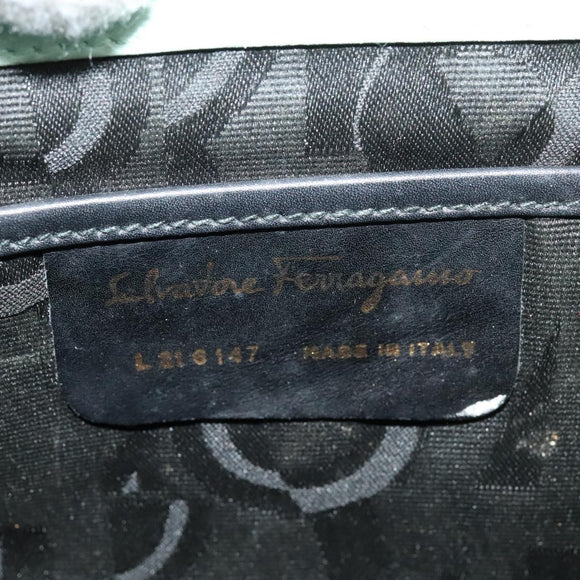 Salvatore Ferragamo
L 21 6147 MADE IN ITALY